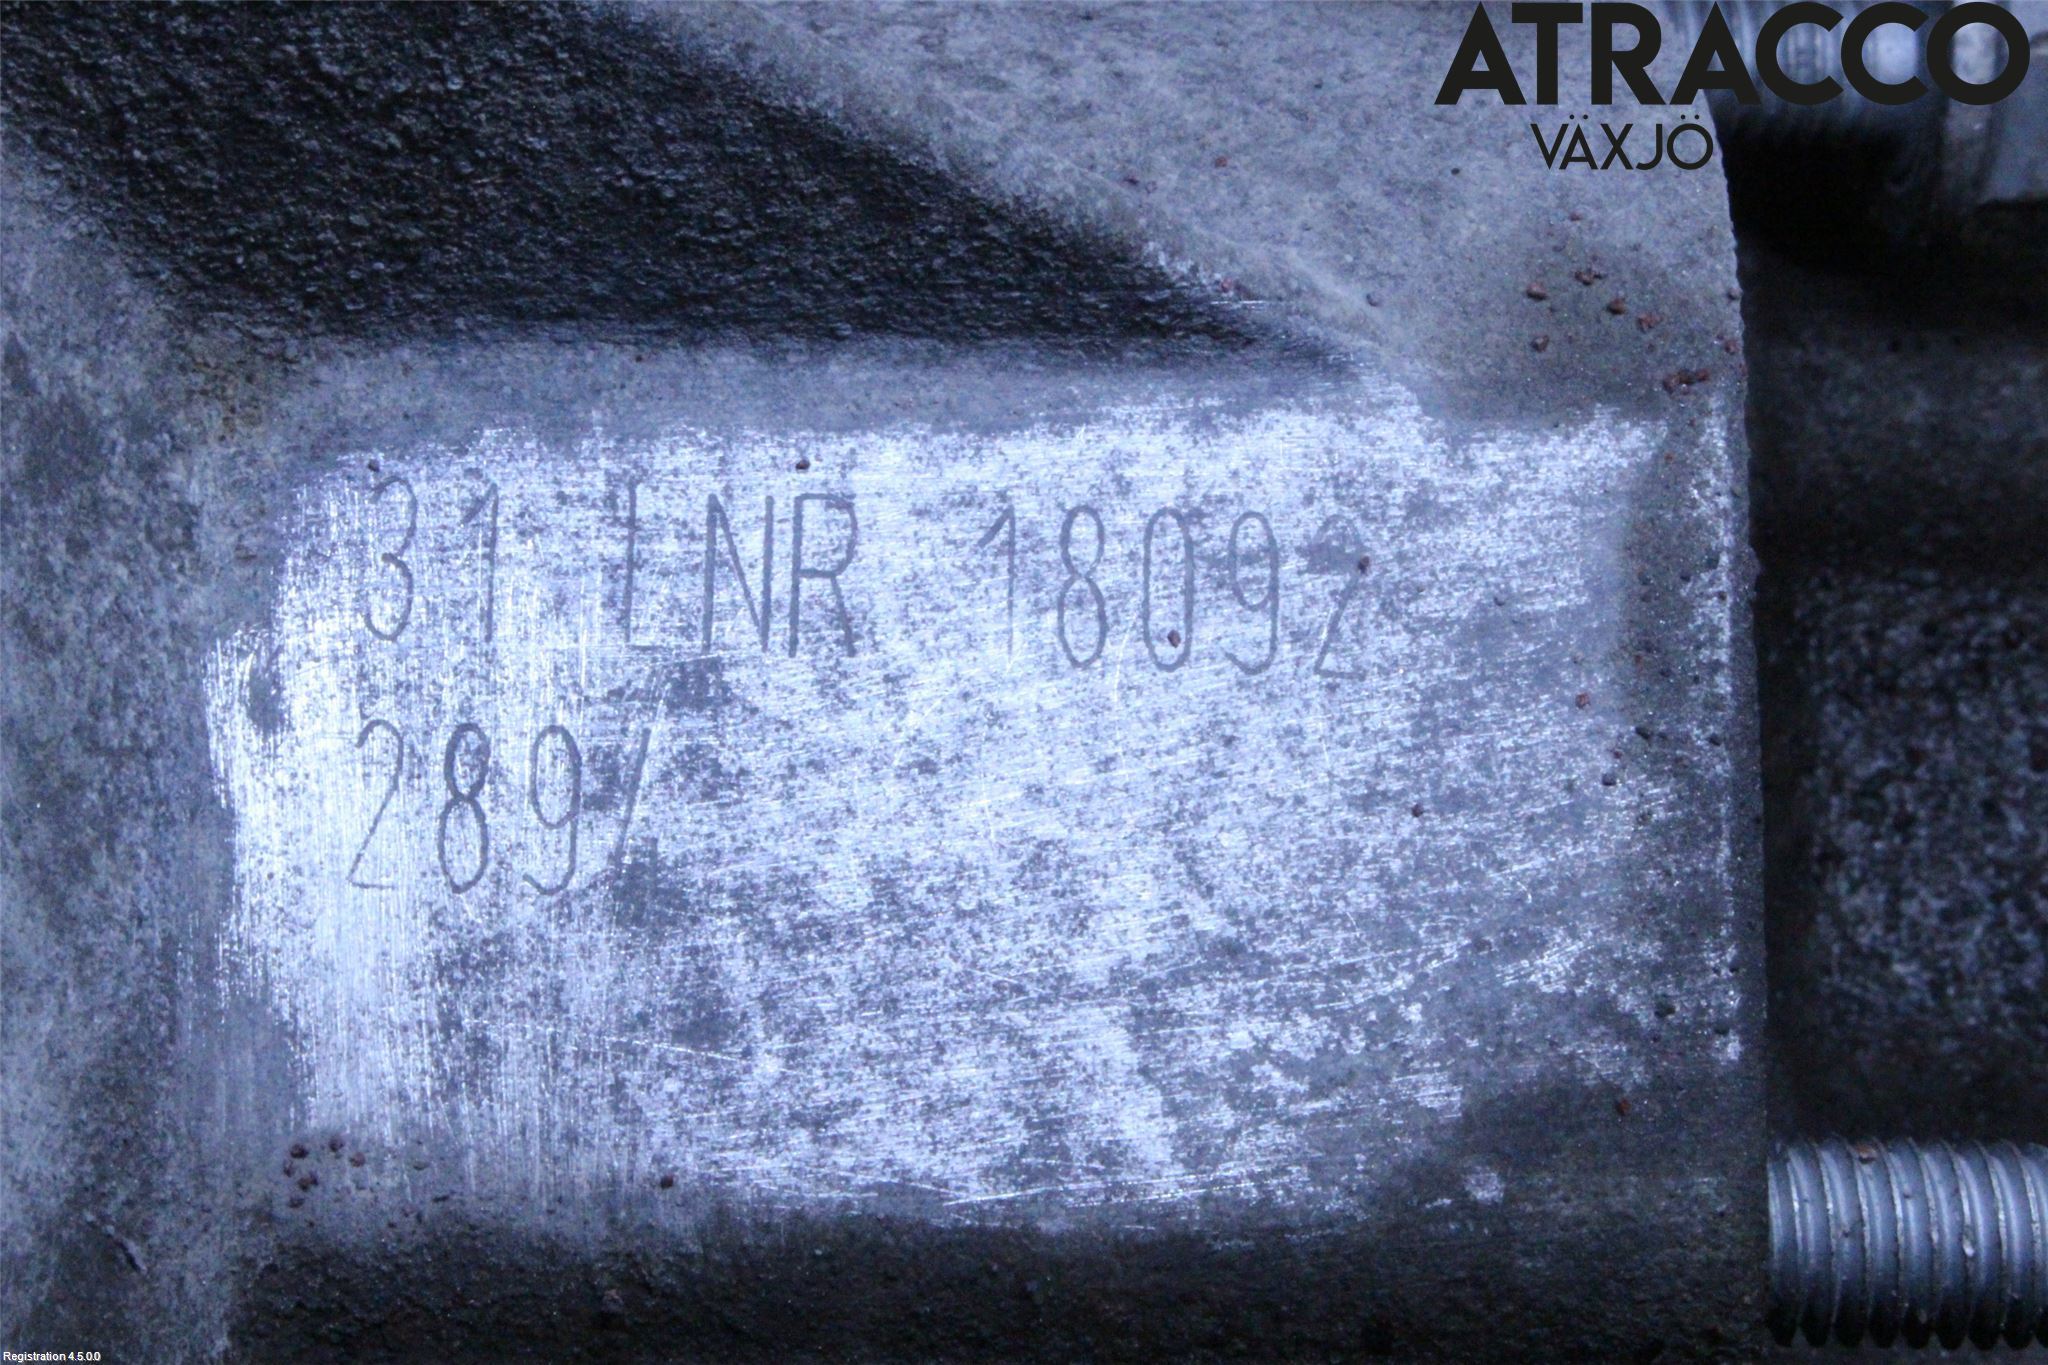 ATRACCO
VÄXJÖ
31 LNR 18092
289/
Registration 4.5.0.0